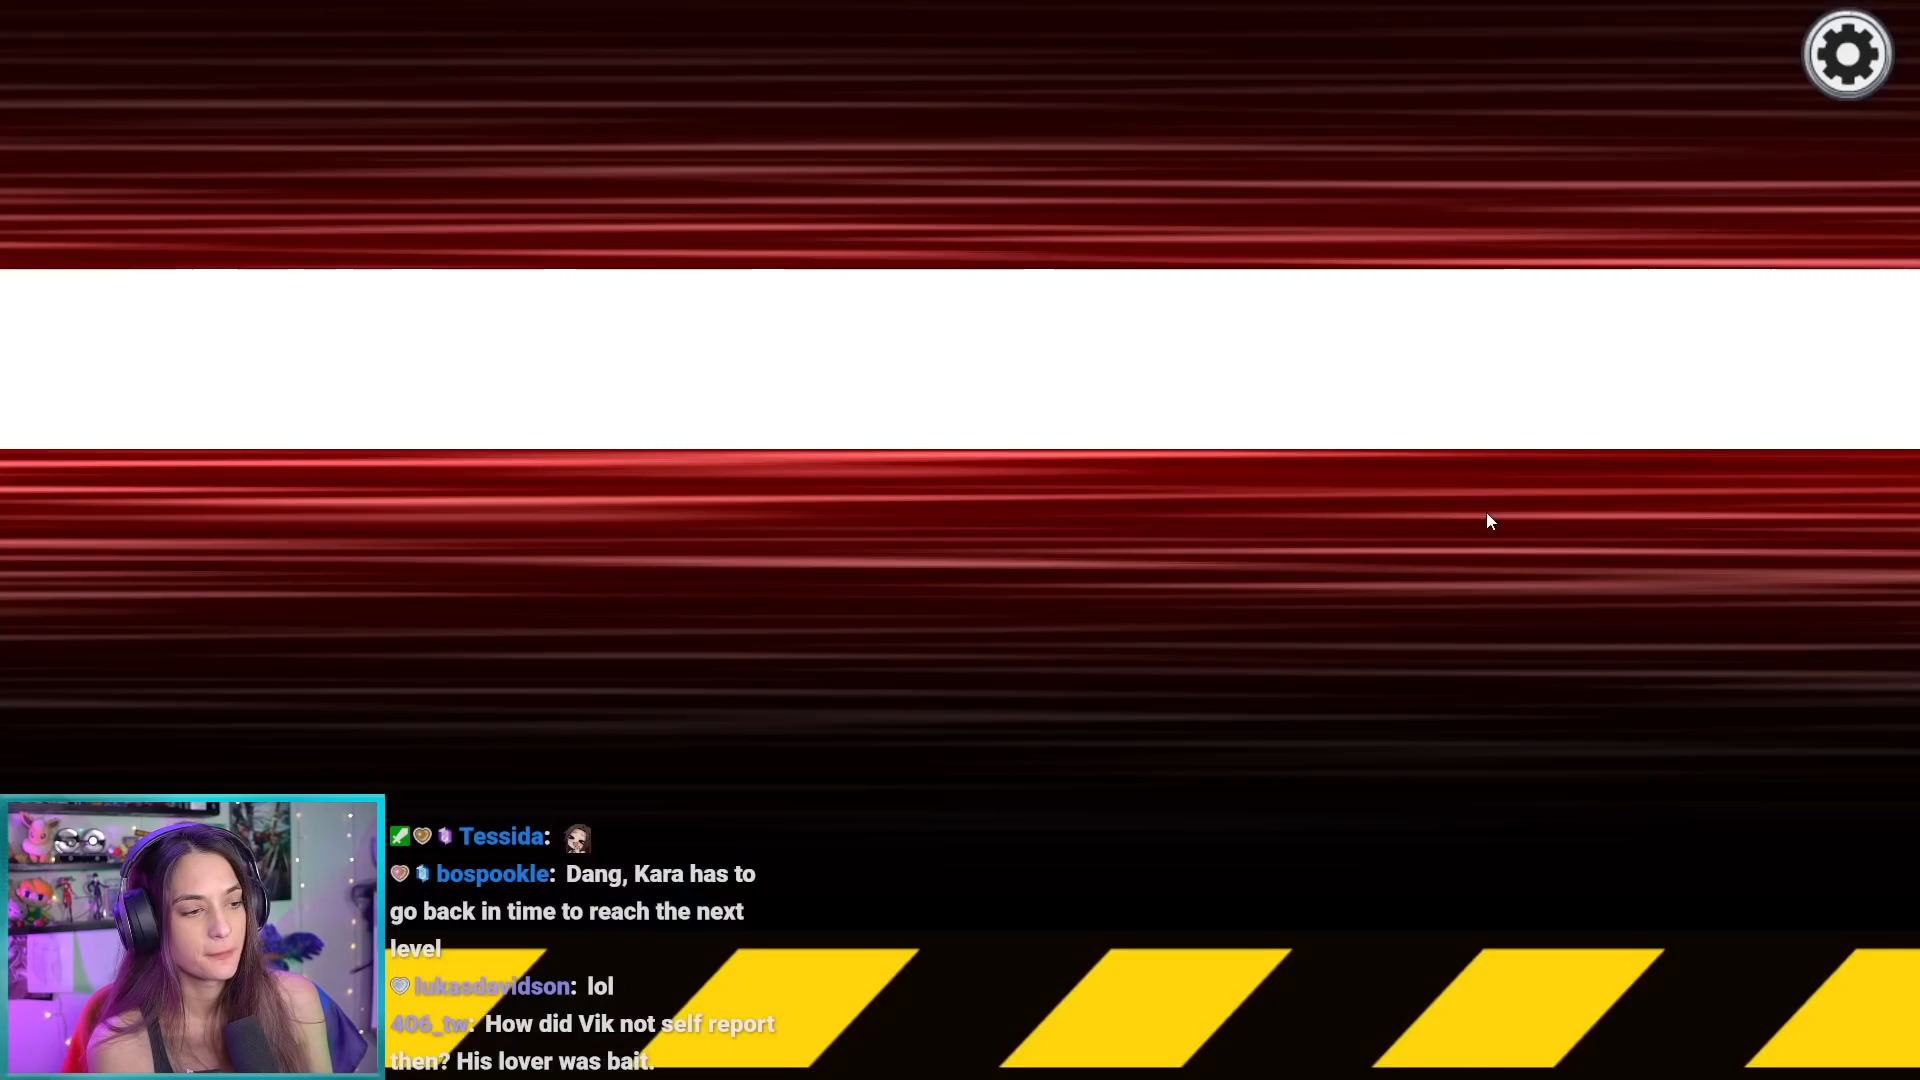 Tessida:
bospookle: Dang, Kara has to
go back in time to reach the next
level
lukasdavidson: lol
406_tw: How did Vik not self report
then? His lover was bait.